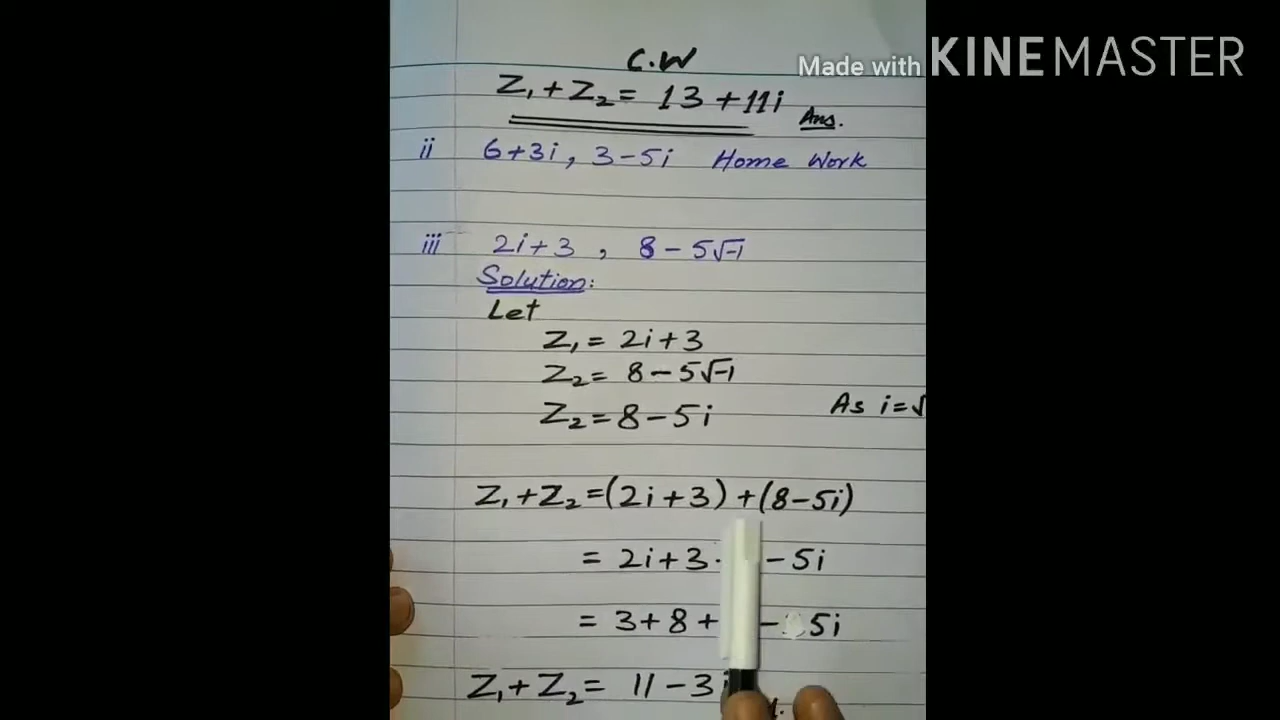 Made with KINEMASTER
C.W
Z₁+Z₂= 13+11i Ans.
ii 6+3i, 3-5i Home Work
iii 2i+3 , 8-5√-1
Solution:
Let
Z₁= 2i+3
Z₂= 8-5√-1
Z₂=8-5i As i=√
Z₁+Z₂=(2i+3)+(8-5i)
= 2i+3 -5i
= 3+8+ - 5i
Z₁+Z₂= 11-3i